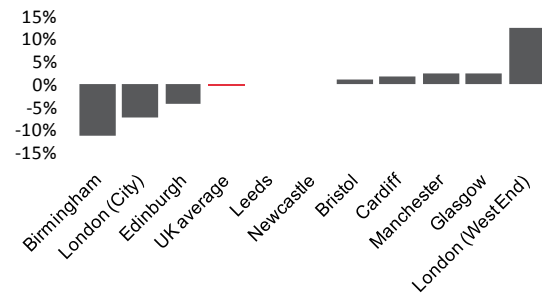 15%
10%
5%
0%
-5%
-10%
-15%
Birmingham
London (City)
Edinburgh
UK average
Leeds
Newcastle
Bristol
Cardiff
Manchester
Glasgow
London (West End)